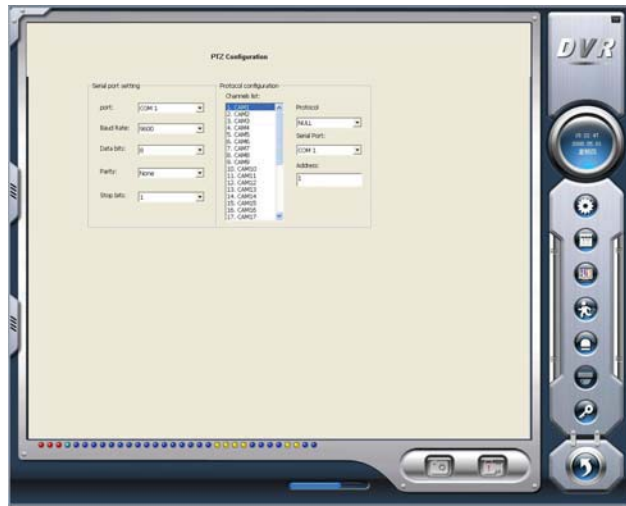 DVR
PTZ Configuration
Serial port setting
port:
COM 1
Baud Rate:
9600
Data bits:
8
Parity:
None
Stop bits:
1
Protocol configuration
Channels list:
1. CAM1
2. CAM2
3. CAM3
4. CAM4
5. CAM5
6. CAM6
7. CAM7
8. CAM8
9. CAM9
10. CAM10
11. CAM11
12. CAM12
13. CAM13
14. CAM14
15. CAM15
16. CAM16
17. CAM17
Protocol
NULL
Serial Port:
COM 1
Address:
1
星期四